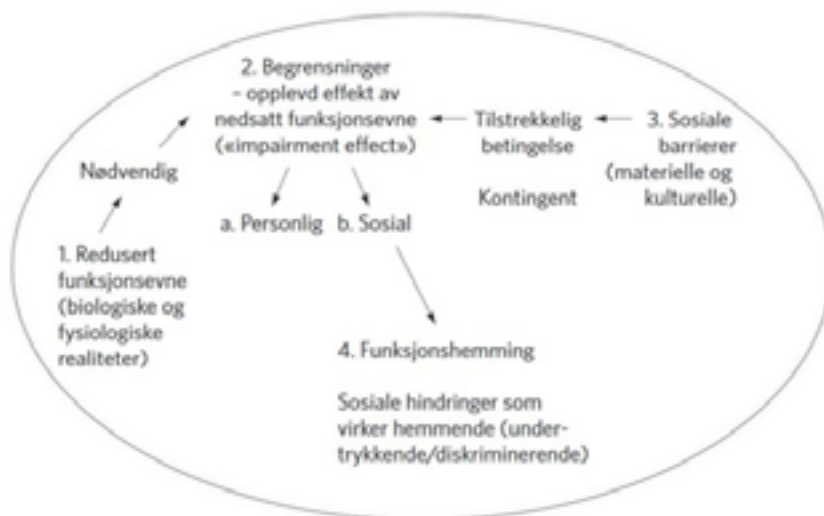 2. Begrensninger
– opplevd effekt av
nedsatt funksjonsevne
(«impairment effect»)
Tilstrekkelig
betingelse
Kontingent
3. Sosiale
barrierer
(materielle og
kulturelle)
Nødvendig
a. Personlig
b. Sosial
1. Redusert
funksjonsevne
(biologiske og
fysiologiske
realiteter)
4. Funksjonshemming
Sosiale hindringer som
virker hemmende (under-
trykkende/diskriminerende)